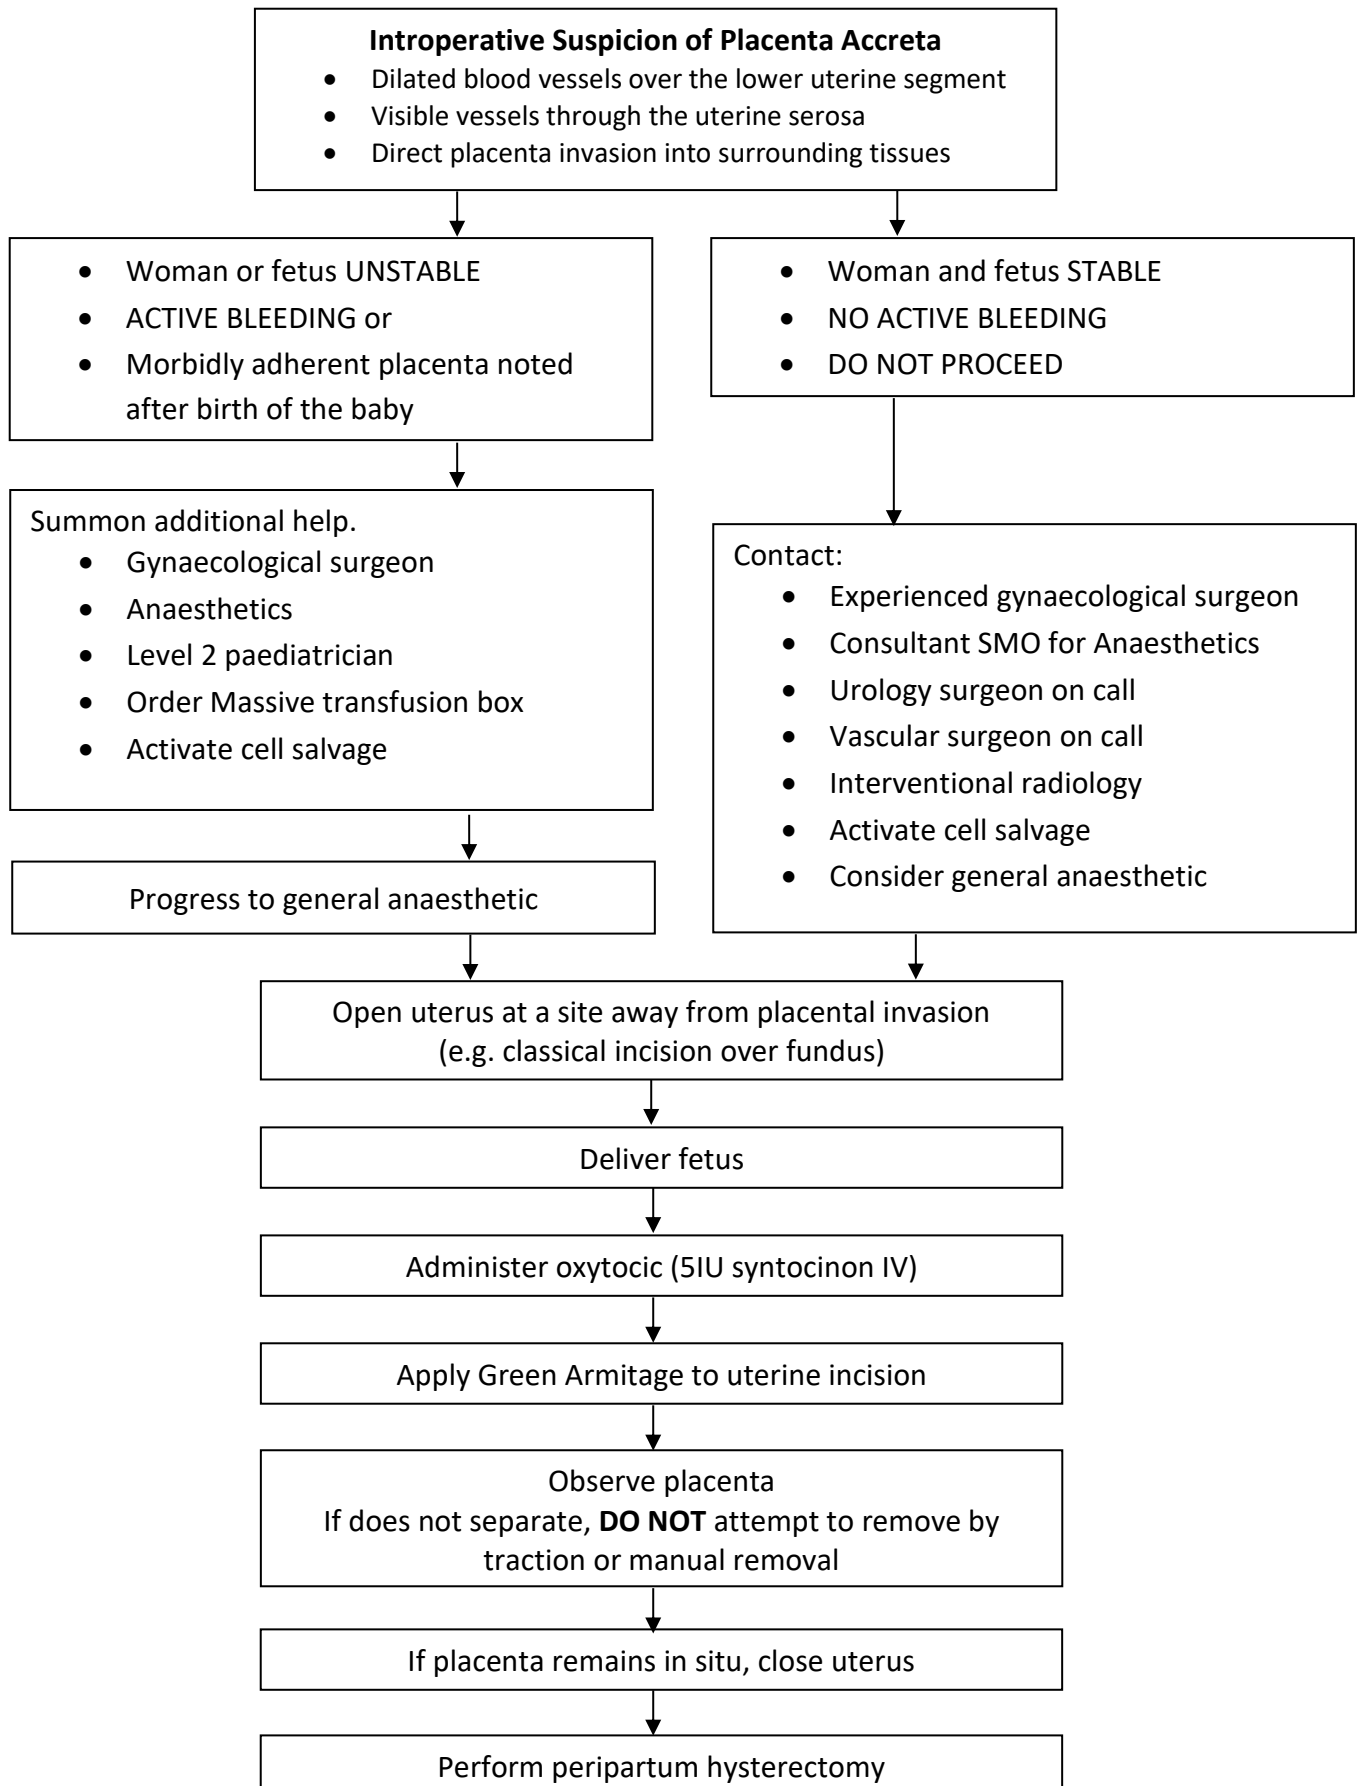 Introperative Suspicion of Placenta Accreta
• Dilated blood vessels over the lower uterine segment
• Visible vessels through the uterine serosa
• Direct placenta invasion into surrounding tissues
• Woman or fetus UNSTABLE
• ACTIVE BLEEDING or
• Morbidly adherent placenta noted
after birth of the baby
• Woman and fetus STABLE
• NO ACTIVE BLEEDING
• DO NOT PROCEED
Summon additional help.
• Gynaecological surgeon
• Anaesthetics
• Level 2 paediatrician
• Order Massive transfusion box
• Activate cell salvage
Contact:
• Experienced gynaecological surgeon
• Consultant SMO for Anaesthetics
• Urology surgeon on call
• Vascular surgeon on call
• Interventional radiology
• Activate cell salvage
• Consider general anaesthetic
Progress to general anaesthetic
Open uterus at a site away from placental invasion
(e.g. classical incision over fundus)
Deliver fetus
Administer oxytocic (5IU syntocinon IV)
Apply Green Armitage to uterine incision
Observe placenta
If does not separate, DO NOT attempt to remove by
traction or manual removal
If placenta remains in situ, close uterus
Perform peripartum hysterectomy